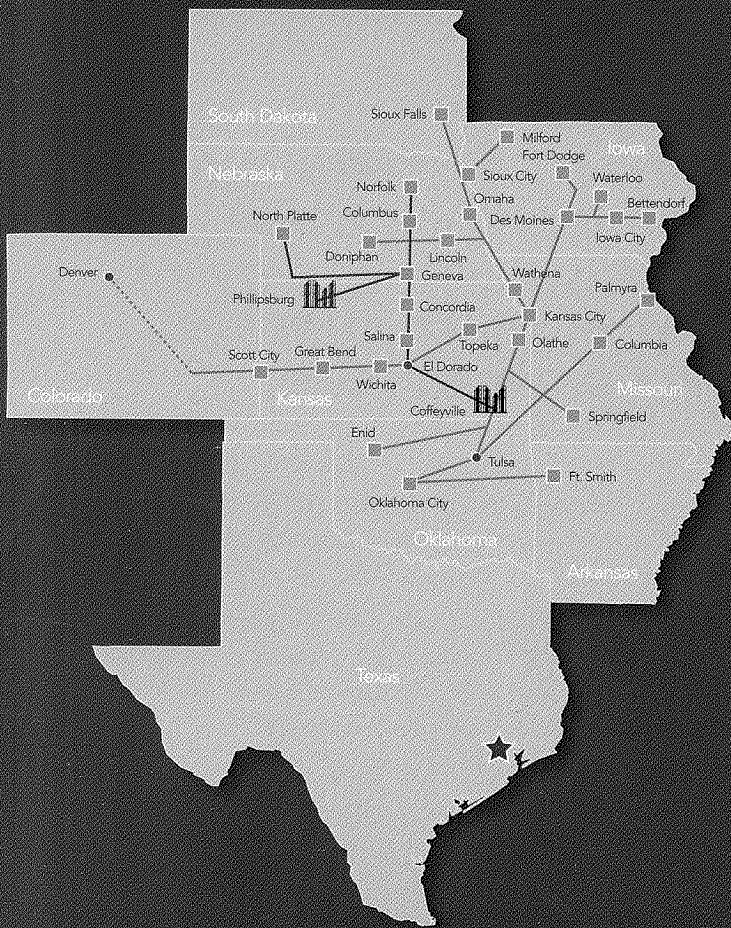 South Dakota
Sioux Falls
Milford
Iowa
Fort Dodge
Nebraska
Sioux City
Waterloo
Norfolk
Omaha
Bettendorf
North Platte
Columbus
Des Moines
Iowa City
Doniphan
Lincoln
Denver
Geneva
Wathena
Phillipsburg
Palmyra
Concordia
Kansas City
Salina
Topeka
Olathe
Columbia
Scott City
Great Bend
El Dorado
Wichita
Colorado
Kansas
Missouri
Coffeyville
Springfield
Enid
Tulsa
Ft. Smith
Oklahoma City
Oklahoma
Arkansas
Texas